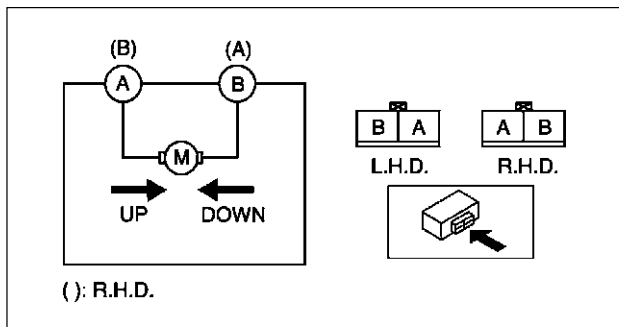 (B) (A)
A B
M
UP DOWN
B A A B
L.H.D. R.H.D.
( ): R.H.D.